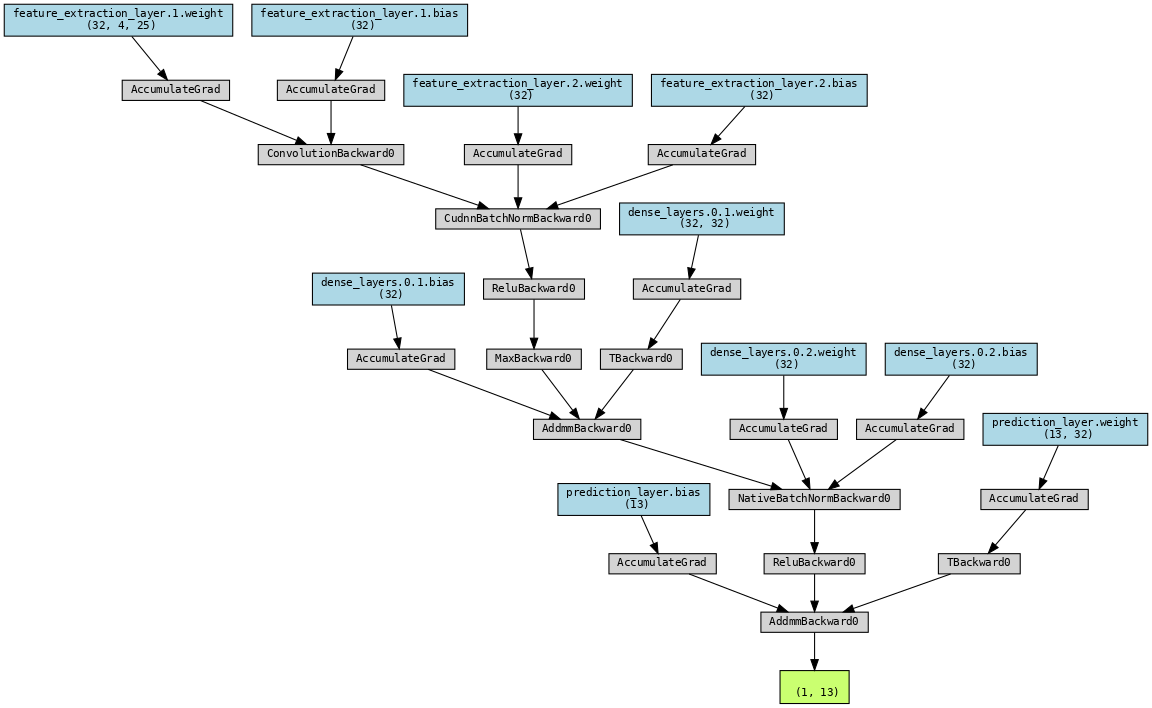 feature_extraction_layer.1.weight
(32, 4, 25)
feature_extraction_layer.1.bias
(32)
AccumulateGrad
AccumulateGrad
feature_extraction_layer.2.weight
(32)
feature_extraction_layer.2.bias
(32)
ConvolutionBackward0
AccumulateGrad
AccumulateGrad
CudnnBatchNormBackward0
dense_layers.0.1.weight
(32, 32)
dense_layers.0.1.bias
(32)
ReluBackward0
AccumulateGrad
AccumulateGrad
MaxBackward0
TBackward0
dense_layers.0.2.weight
(32)
dense_layers.0.2.bias
(32)
AddmmBackward0
AccumulateGrad
AccumulateGrad
prediction_layer.weight
(13, 32)
prediction_layer.bias
(13)
NativeBatchNormBackward0
AccumulateGrad
AccumulateGrad
ReluBackward0
TBackward0
AddmmBackward0
(1, 13)